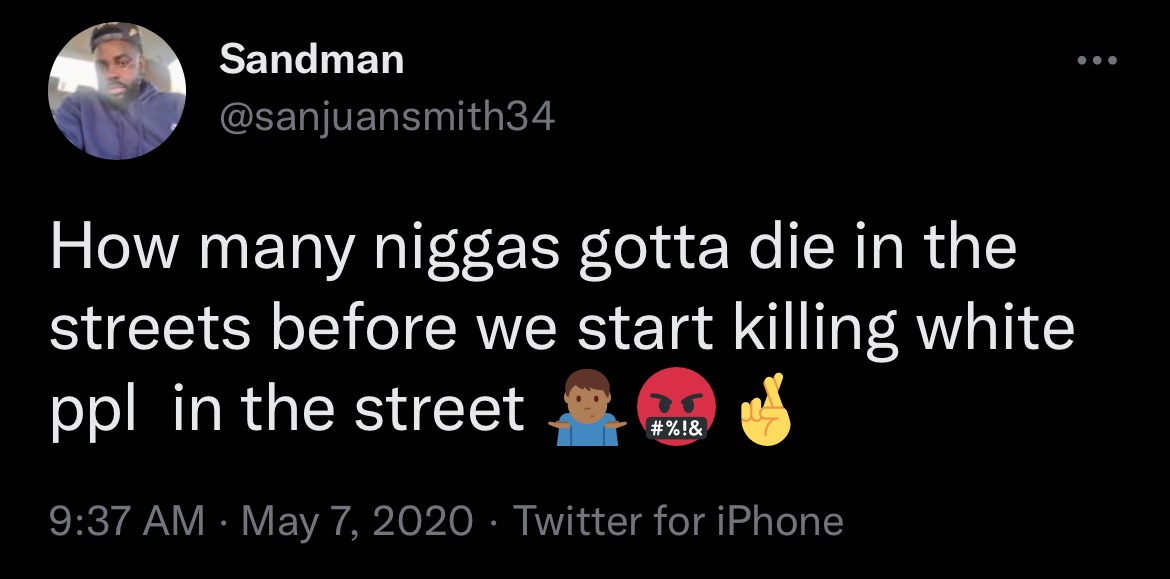 Sandman
@sanjuansmith34
How many niggas gotta die in the
streets before we start killing white
ppl  in the street 🤷🏾‍♂️🤬🤞
9:37 AM · May 7, 2020 · Twitter for iPhone